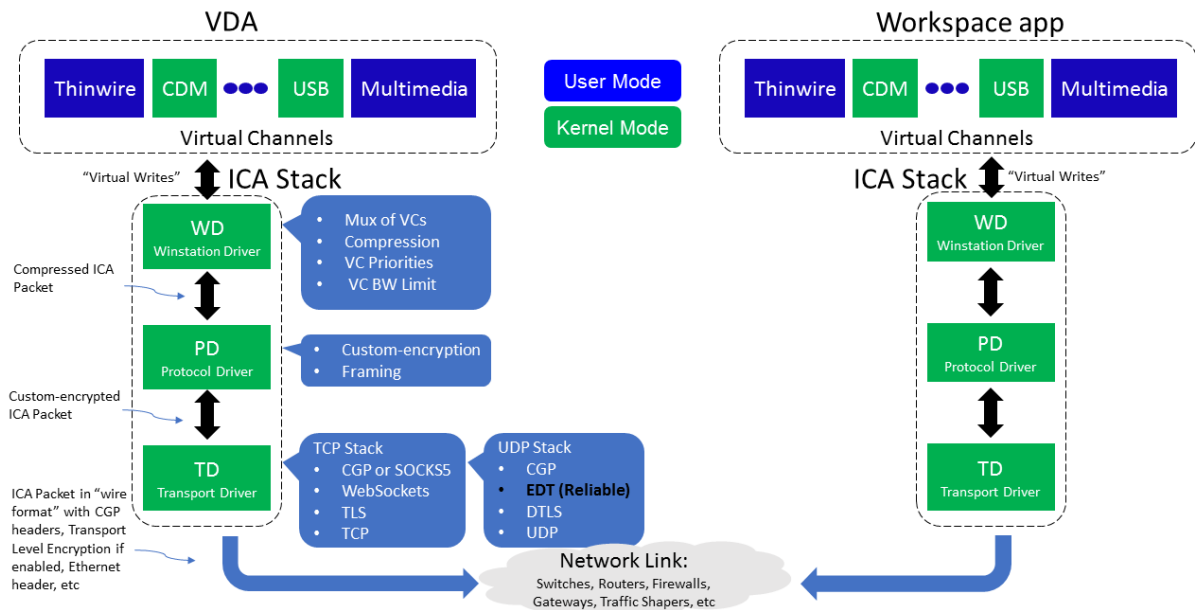 VDA
Thinwire
CDM
USB
Multimedia
Virtual Channels
User Mode
Kernel Mode
Workspace app
Thinwire
CDM
USB
Multimedia
Virtual Channels
“Virtual Writes”
ICA Stack
WD
Winstation Driver
• Mux of VCs
• Compression
• VC Priorities
• VC BW Limit
Compressed ICA
Packet
PD
Protocol Driver
• Custom-encryption
• Framing
Custom-encrypted
ICA Packet
TD
Transport Driver
TCP Stack
• CGP or SOCKS5
• WebSockets
• TLS
• TCP
UDP Stack
• CGP
• EDT (Reliable)
• DTLS
• UDP
ICA Packet in “wire
format” with CGP
headers, Transport
Level Encryption if
enabled, Ethernet
header, etc
Network Link:
Switches, Routers, Firewalls,
Gateways, Traffic Shapers, etc
ICA Stack
“Virtual Writes”
WD
Winstation Driver
PD
Protocol Driver
TD
Transport Driver